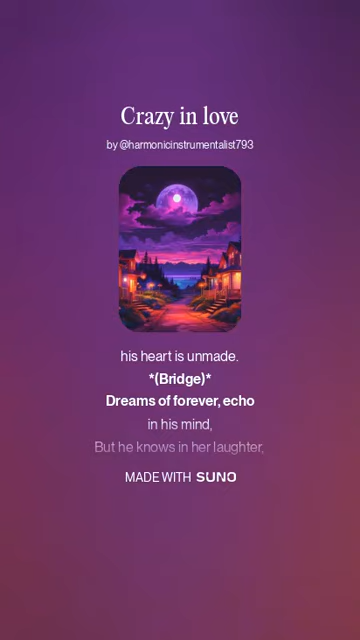 Crazy in love
by @harmonicinstrumentalist793
his heart is unmade.
*(Bridge)*
Dreams of forever, echo
in his mind,
But he knows in her laughter,
MADE WITH SUNO